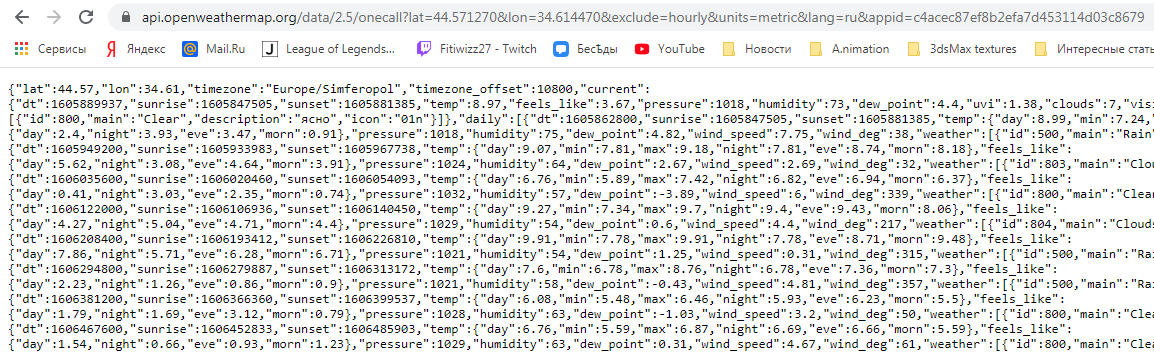 api.openweathermap.org/data/2.5/onecall?lat=44.571270&lon=34.614470&exclude=hourly&units=metric&lang=ru&appid=c4acec87ef8b2efa7d453114d03c8679
Сервисы Яндекс Mail.Ru League of Legends... Fitiwizz27 - Twitch БесЂды YouTube Новости A.nimation 3dsMax textures Интересные стать
{"lat":44.57,"lon":34.61,"timezone":"Europe/Simferopol","timezone_offset":10800,"current":
{"dt":1605889937,"sunrise":1605847505,"sunset":1605881385,"temp":8.97,"feels_like":3.67,"pressure":1018,"humidity":73,"dew_point":4.4,"uvi":1.38,"clouds":7,"vis
[{"id":800,"main":"Clear","description":"ясно","icon":"01n"}]},"daily":[{"dt":1605862800,"sunrise":1605847505,"sunset":1605881385,"temp":{"day":8.99,"min":7.24,"
{"day":2.4,"night":3.93,"eve":3.47,"morn":0.91},"pressure":1018,"humidity":75,"dew_point":4.82,"wind_speed":7.75,"wind_deg":38,"weather":[{"id":500,"main":"Rain"
{"dt":1605949200,"sunrise":1605933983,"sunset":1605967738,"temp":{"day":9.07,"min":7.81,"max":9.18,"night":7.81,"eve":8.74,"morn":8.18},"feels_like":
{"day":5.62,"night":3.08,"eve":4.64,"morn":3.91},"pressure":1024,"humidity":64,"dew_point":2.67,"wind_speed":2.69,"wind_deg":32,"weather":[{"id":803,"main":"Clou
{"dt":1606035600,"sunrise":1606020460,"sunset":1606054093,"temp":{"day":6.76,"min":5.89,"max":7.42,"night":6.82,"eve":6.94,"morn":6.37},"feels_like":
{"day":0.41,"night":3.03,"eve":2.35,"morn":0.74},"pressure":1032,"humidity":57,"dew_point":-3.89,"wind_speed":6,"wind_deg":339,"weather":[{"id":800,"main":"Clear
{"dt":1606122000,"sunrise":1606106936,"sunset":1606140450,"temp":{"day":9.27,"min":7.34,"max":9.7,"night":9.4,"eve":9.43,"morn":8.06},"feels_like":
{"day":4.27,"night":5.04,"eve":4.71,"morn":4.4},"pressure":1029,"humidity":54,"dew_point":0.6,"wind_speed":4.4,"wind_deg":217,"weather":[{"id":804,"main":"Clouds
{"dt":1606208400,"sunrise":1606193412,"sunset":1606226810,"temp":{"day":9.91,"min":7.78,"max":9.91,"night":7.78,"eve":8.71,"morn":9.48},"feels_like":
{"day":7.86,"night":5.71,"eve":6.28,"morn":6.71},"pressure":1021,"humidity":54,"dew_point":1.25,"wind_speed":0.31,"wind_deg":315,"weather":[{"id":500,"main":"Rai
{"dt":1606294800,"sunrise":1606279887,"sunset":1606313172,"temp":{"day":7.6,"min":6.78,"max":8.76,"night":6.78,"eve":7.36,"morn":7.3},"feels_like":
{"day":2.23,"night":1.26,"eve":0.86,"morn":0.9},"pressure":1021,"humidity":58,"dew_point":-0.43,"wind_speed":4.81,"wind_deg":357,"weather":[{"id":500,"main":"Rai
{"dt":1606381200,"sunrise":1606366360,"sunset":1606399537,"temp":{"day":6.08,"min":5.48,"max":6.46,"night":5.93,"eve":6.23,"morn":5.5},"feels_like":
{"day":1.79,"night":1.69,"eve":3.12,"morn":0.79},"pressure":1028,"humidity":63,"dew_point":-1.03,"wind_speed":3.2,"wind_deg":50,"weather":[{"id":800,"main":"Clea
{"dt":1606467600,"sunrise":1606452833,"sunset":1606485903,"temp":{"day":6.76,"min":5.59,"max":6.87,"night":6.69,"eve":6.66,"morn":5.59},"feels_like":
{"day":1.54,"night":0.66,"eve":0.93,"morn":1.23},"pressure":1029,"humidity":63,"dew_point":0.31,"wind_speed":4.67,"wind_deg":61,"weather":[{"id":800,"main":"Clea